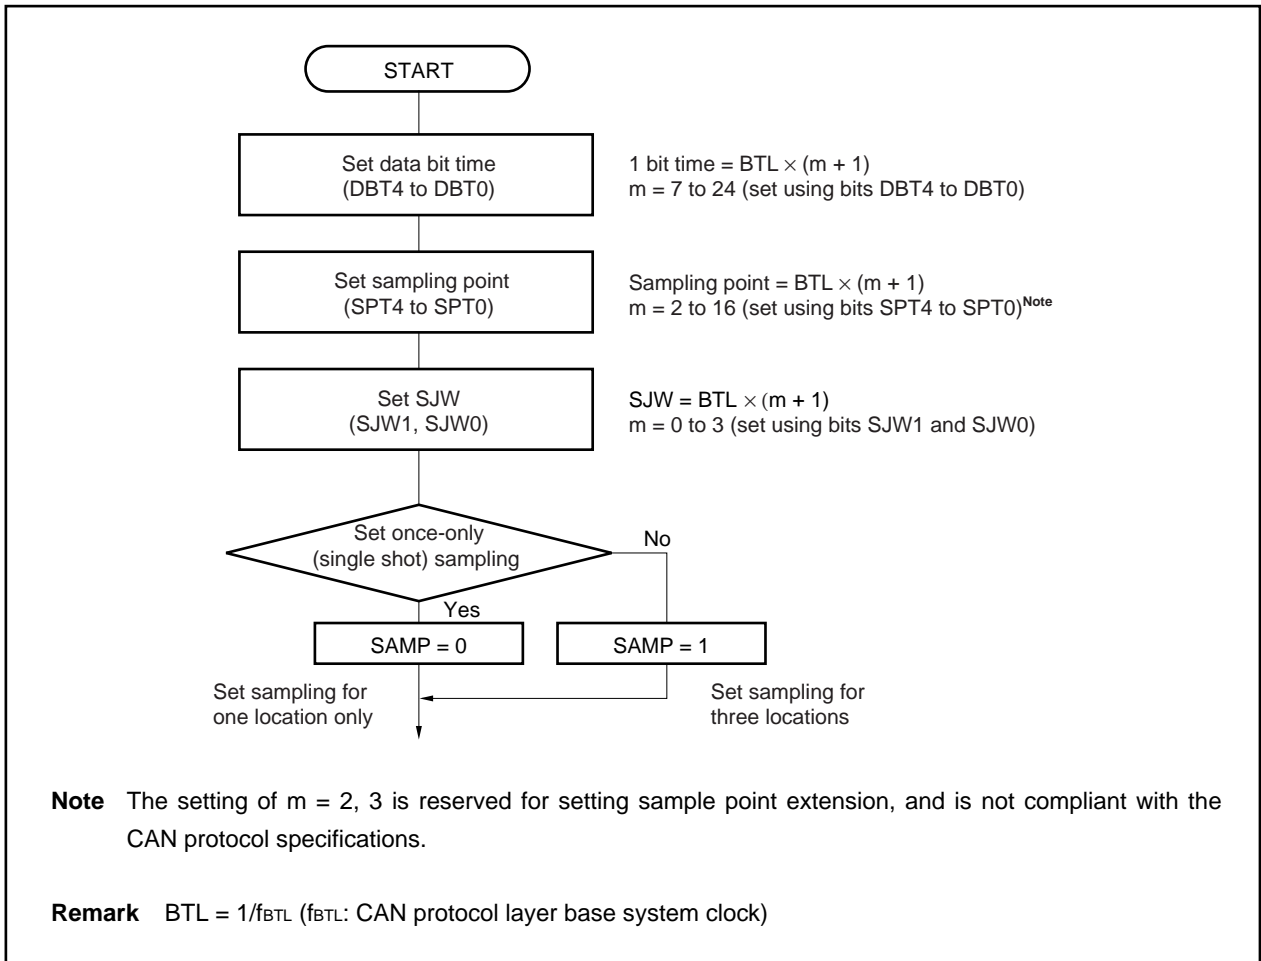 START
Set data bit time
(DBT4 to DBT0)
1 bit time = BTL × (m + 1)
m = 7 to 24 (set using bits DBT4 to DBT0)
Set sampling point
(SPT4 to SPT0)
Sampling point = BTL × (m + 1)
m = 2 to 16 (set using bits SPT4 to SPT0)Note
Set SJW
(SJW1, SJW0)
SJW = BTL × (m + 1)
m = 0 to 3 (set using bits SJW1 and SJW0)
Set once-only
(single shot) sampling
No
Yes
SAMP = 0
SAMP = 1
Set sampling for
one location only
Set sampling for
three locations
Note The setting of m = 2, 3 is reserved for setting sample point extension, and is not compliant with the
CAN protocol specifications.
Remark BTL = 1/fBTL (fBTL: CAN protocol layer base system clock)